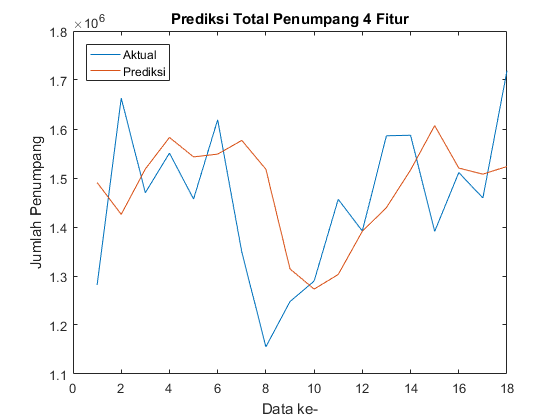 Prediksi Total Penumpang 4 Fitur
×10^6
1.8
1.7
1.6
1.5
1.4
1.3
1.2
1.1
Jumlah Penumpang
Aktual
Prediksi
0 2 4 6 8 10 12 14 16 18
Data ke-